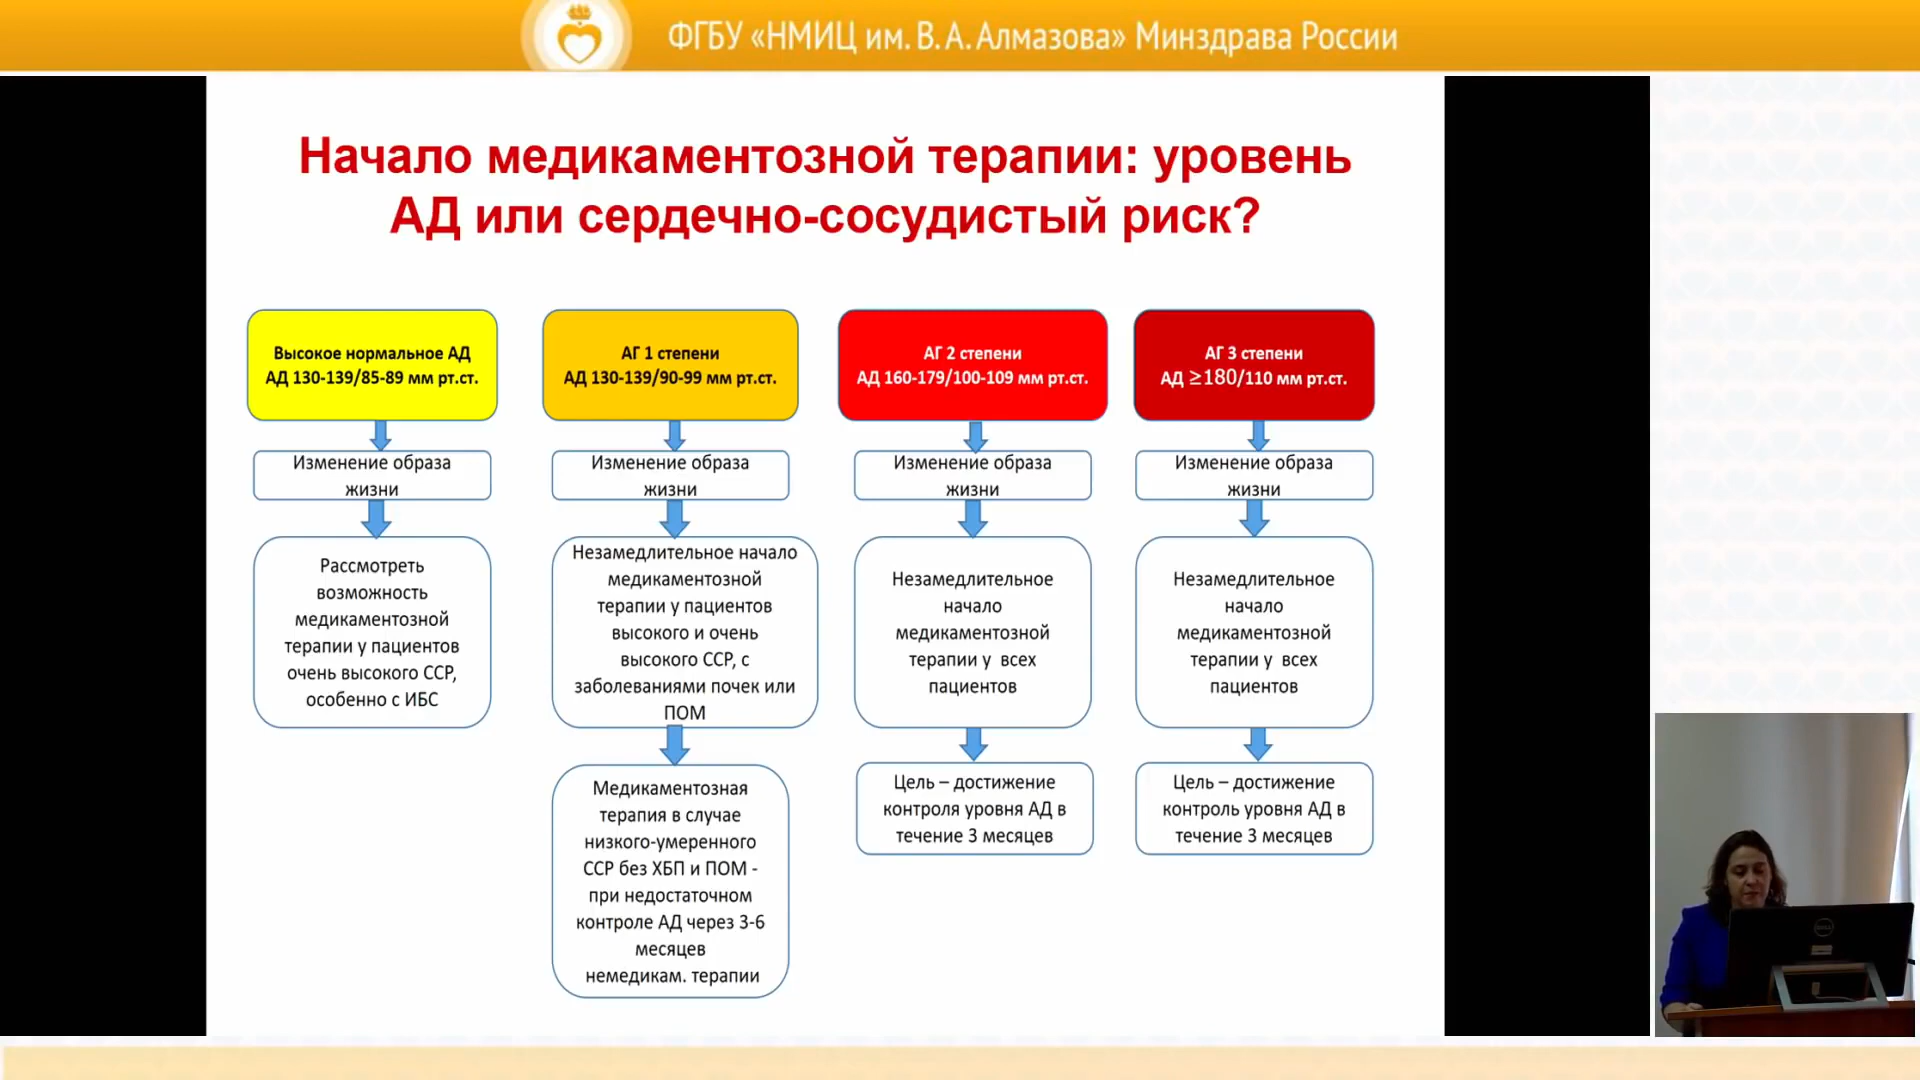 ФГБУ «НМИЦ им. В. А. Алмазова» Минздрава России
Начало медикаментозной терапии: уровень
АД или сердечно-сосудистый риск?
Высокое нормальное АД
АД 130-139/85-89 мм рт.ст.
Изменение образа
жизни
Рассмотреть
возможность
медикаментозной
терапии у пациентов
очень высокого ССР,
особенно с ИБС
АГ 1 степени
АД 130-139/90-99 мм рт.ст.
Изменение образа
жизни
Незамедлительное начало
медикаментозной
терапии у пациентов
высокого и очень
высокого ССР, с
заболеваниями почек или
ПОМ
Медикаментозная
терапия в случае
низкого-умеренного
ССР без ХБП и ПОМ -
при недостаточном
контроле АД через 3-6
месяцев
немедикам. терапии
АГ 2 степени
АД 160-179/100-109 мм рт.ст.
Изменение образа
жизни
Незамедлительное
начало
медикаментозной
терапии у  всех
пациентов
Цель – достижение
контроля уровня АД в
течение 3 месяцев
АГ 3 степени
АД ≥180/110 мм рт.ст.
Изменение образа
жизни
Незамедлительное
начало
медикаментозной
терапии у  всех
пациентов
Цель – достижение
контроль уровня АД в
течение 3 месяцев